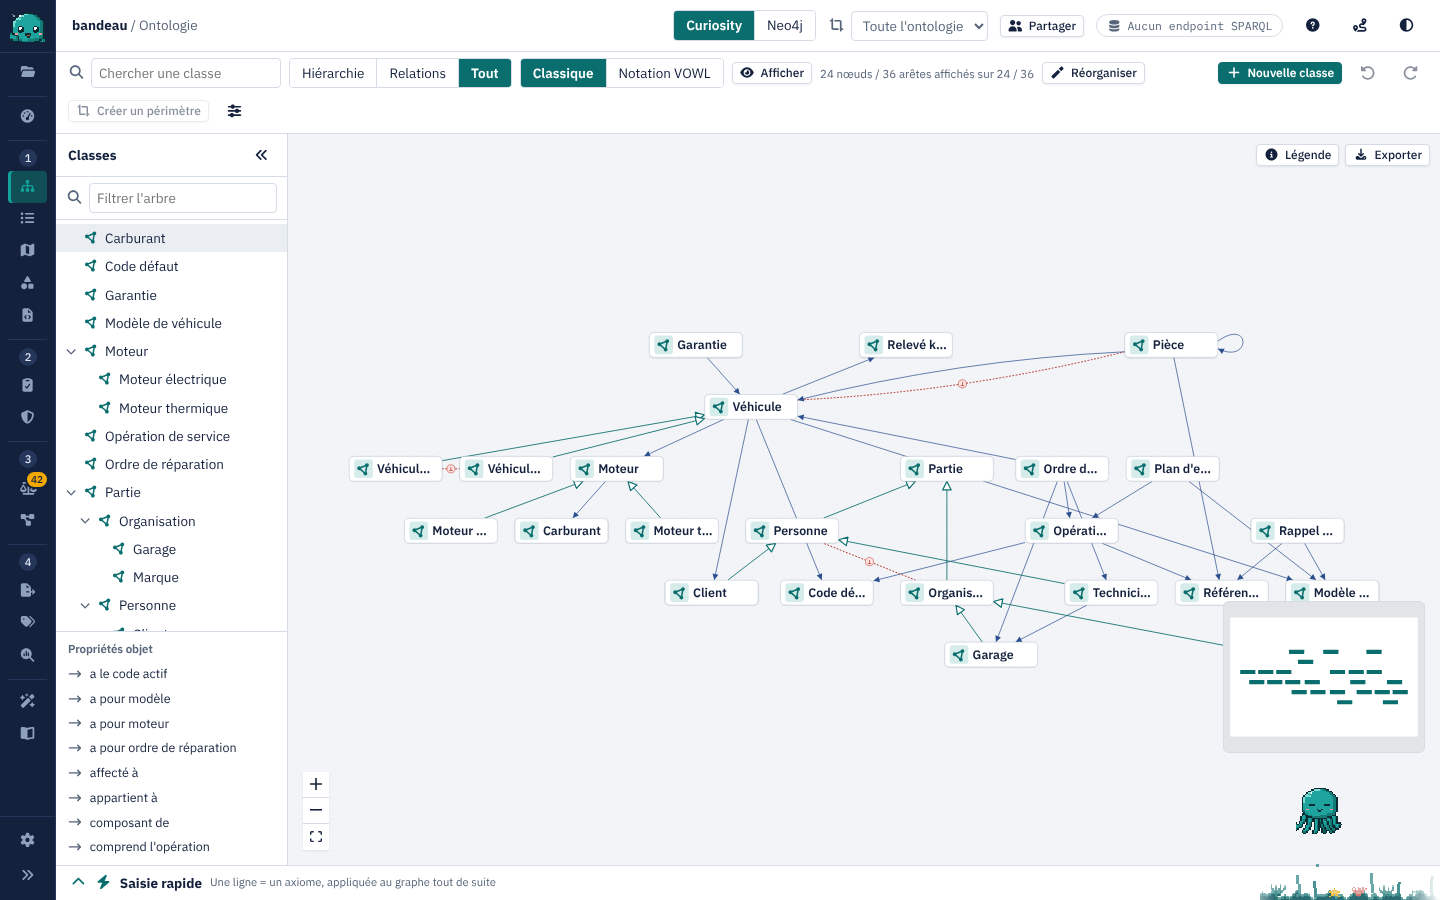 bandeau / Ontologie
Curiosity
Neo4j
Toute l'ontologie
Partager
Aucun endpoint SPARQL
Chercher une classe
Hiérarchie
Relations
Tout
Classique
Notation VOWL
Afficher
24 nœuds / 36 arêtes affichés sur 24 / 36
Réorganiser
Nouvelle classe
Créer un périmètre
1
2
3
42
4
Classes
Filtrer l'arbre
Carburant
Code défaut
Garantie
Modèle de véhicule
Moteur
Moteur électrique
Moteur thermique
Opération de service
Ordre de réparation
Partie
Organisation
Garage
Marque
Personne
Propriétés objet
a le code actif
a pour modèle
a pour moteur
a pour ordre de réparation
affecté à
appartient à
composant de
comprend l'opération
Légende
Exporter
Garantie
Relevé k...
Pièce
Véhicule
Véhicul...
Véhicul...
Moteur
Partie
Ordre d...
Plan d'e...
Moteur ...
Carburant
Moteur t...
Personne
Opérati...
Rappel ...
Client
Code dé...
Organis...
Technici...
Référen...
Modèle ...
Garage
Saisie rapide
Une ligne = un axiome, appliquée au graphe tout de suite